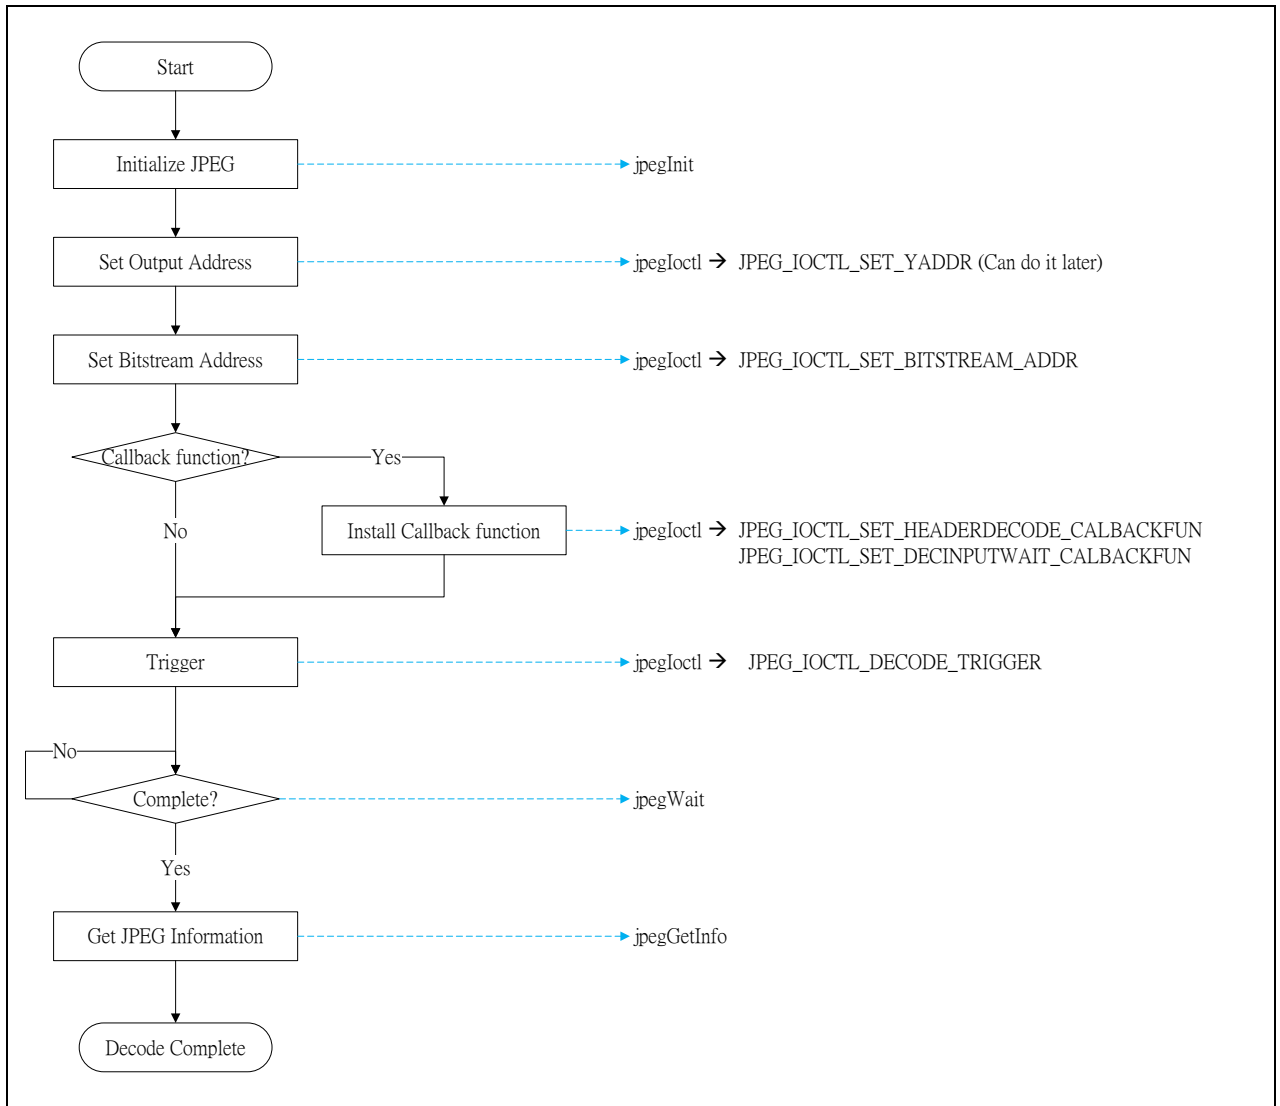 Start
Initialize JPEG
jpegInit
Set Output Address
jpegIoctl → JPEG_IOCTL_SET_YADDR (Can do it later)
Set Bitstream Address
jpegIoctl → JPEG_IOCTL_SET_BITSTREAM_ADDR
Callback function?
Yes
No
Install Callback function
jpegIoctl → JPEG_IOCTL_SET_HEADERDECODE_CALBACKFUN
JPEG_IOCTL_SET_DECINPUTWAIT_CALBACKFUN
Trigger
jpegIoctl → JPEG_IOCTL_DECODE_TRIGGER
No
Complete?
jpegWait
Yes
Get JPEG Information
jpegGetInfo
Decode Complete